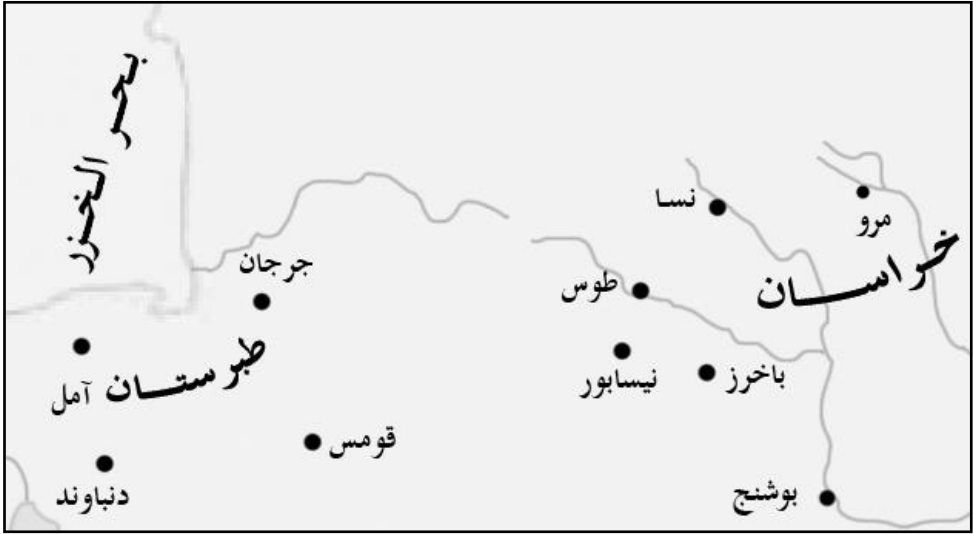 بحر الخزر
نسا
مرو
خراسان
جرجان
طوس
طبرستان
آمل
نيسابور
باخرز
قومس
دنباوند
بوشنج